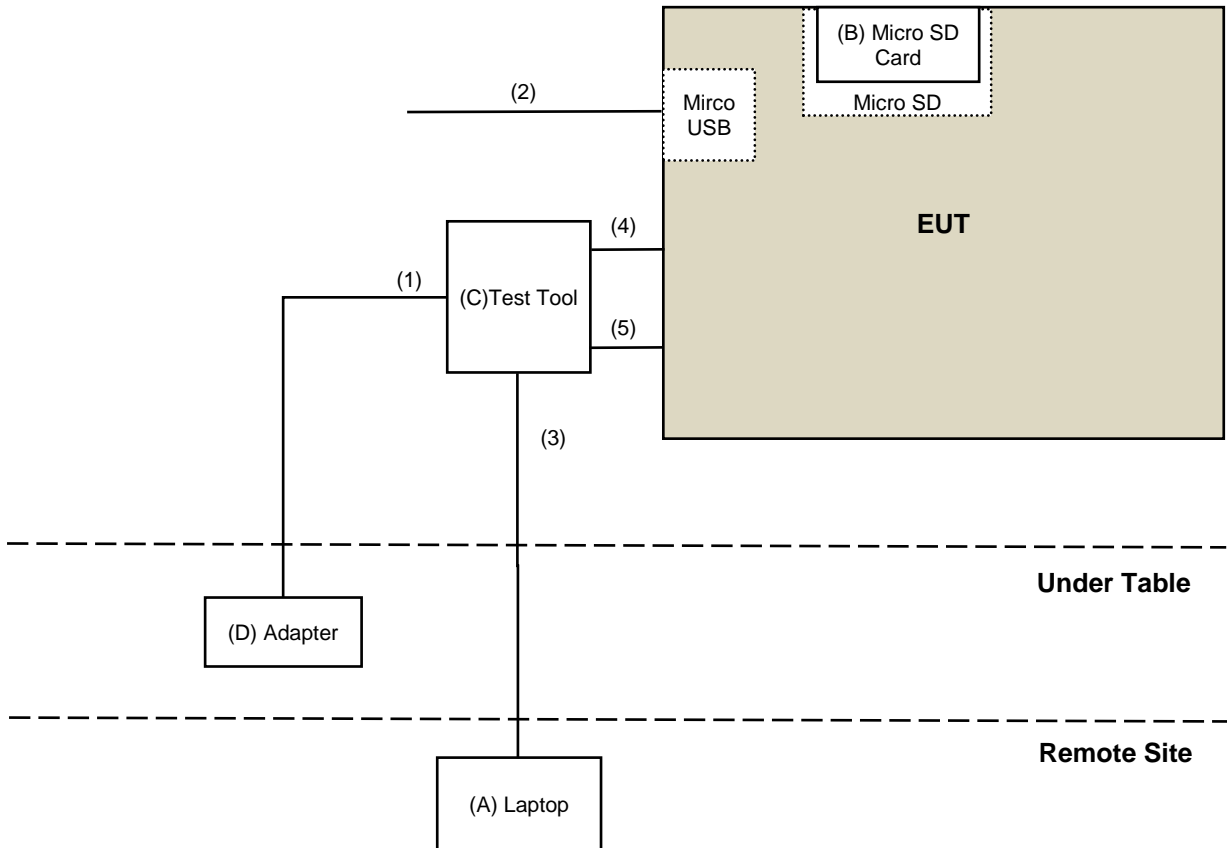 (B) Micro SD
Card
Micro SD
(2)
Mirco
USB
EUT
(4)
(1)
(C)Test Tool
(5)
(3)
Under Table
(D) Adapter
Remote Site
(A) Laptop